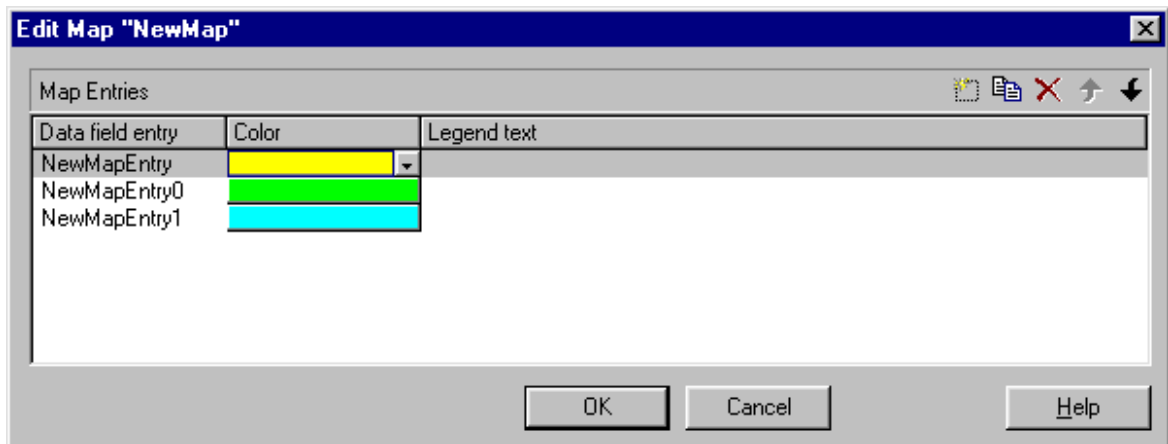 Edit Map "NewMap"
Map Entries
Data field entry Color Legend text
NewMapEntry
NewMapEntry0
NewMapEntry1
OK Cancel Help